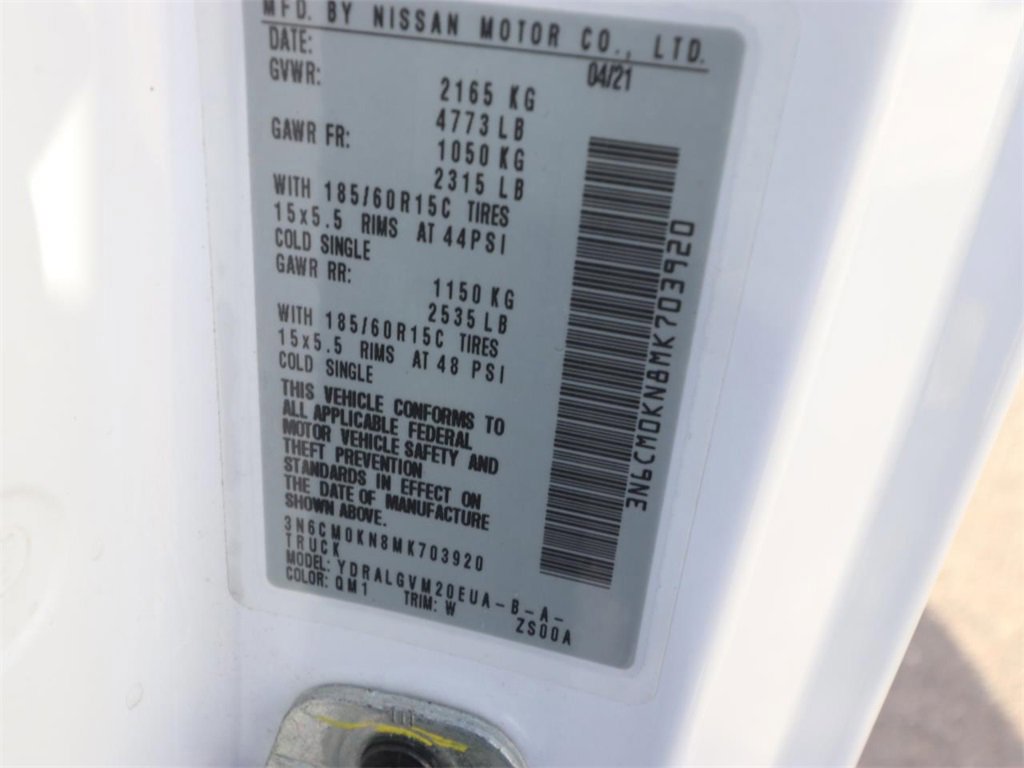 MFD. BY NISSAN MOTOR CO., LTD.
DATE: 04/21
GVWR: 2165 KG
4773 LB
GAWR FR: 1050 KG
2315 LB
WITH 185/60R15C TIRES
15x5.5 RIMS AT 44PSI
COLD SINGLE
GAWR RR: 1150 KG
2535 LB
WITH 185/60R15C TIRES
15x5.5 RIMS AT 48 PSI
COLD SINGLE
THIS VEHICLE CONFORMS TO
ALL APPLICABLE FEDERAL
MOTOR VEHICLE SAFETY AND
THEFT PREVENTION
STANDARDS IN EFFECT ON
THE DATE OF MANUFACTURE
SHOWN ABOVE.
3N6CM0KN8MK703920
TRUCK
MODEL: YDRALGVM20EUA-B-A-
COLOR: QM1 TRIM: W ZS00A
3N6CM0KN8MK703920